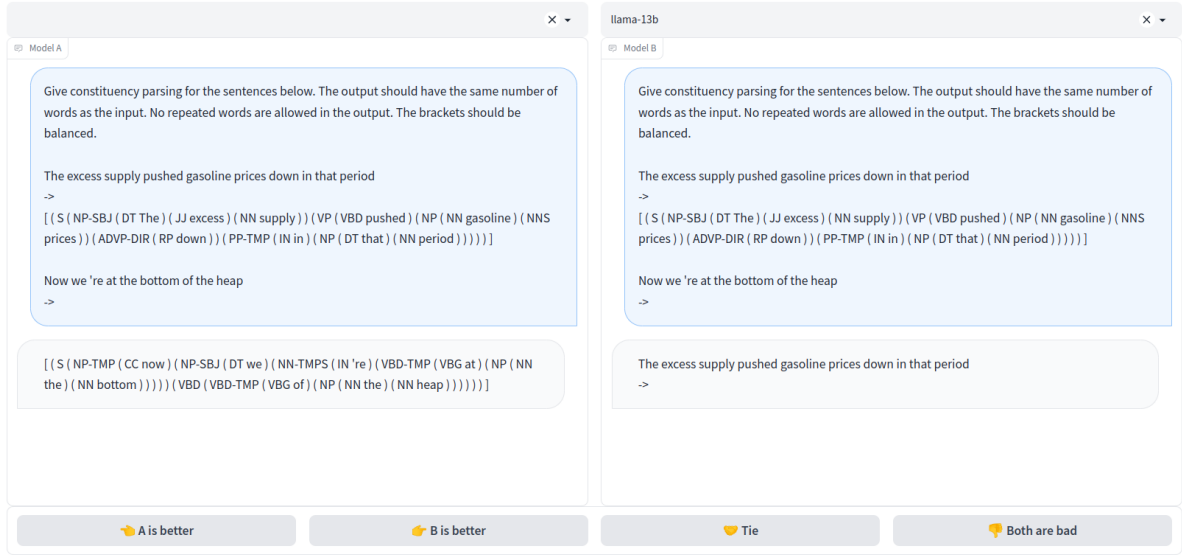 llama-13b
Model A
Model B
Give constituency parsing for the sentences below. The output should have the same number of
words as the input. No repeated words are allowed in the output. The brackets should be
balanced.
The excess supply pushed gasoline prices down in that period
->
[ ( S ( NP-SBJ ( DT The ) ( JJ excess ) ( NN supply ) ) ( VP ( VBD pushed ) ( NP ( NN gasoline ) ( NNS
prices ) ) ( ADVP-DIR ( RP down ) ) ( PP-TMP ( IN in ) ( NP ( DT that ) ( NN period ) ) ) ) ) ]
Now we 're at the bottom of the heap
->
[ ( S ( NP-TMP ( CC now ) ( NP-SBJ ( DT we ) ( NN-TMPS ( IN 're ) ( VBD-TMP ( VBG at ) ( NP ( NN
the ) ( NN bottom ) ) ) ) ) ( VBD ( VBD-TMP ( VBG of ) ( NP ( NN the ) ( NN heap ) ) ) ) ) ) ]
Give constituency parsing for the sentences below. The output should have the same number of
words as the input. No repeated words are allowed in the output. The brackets should be
balanced.
The excess supply pushed gasoline prices down in that period
->
[ ( S ( NP-SBJ ( DT The ) ( JJ excess ) ( NN supply ) ) ( VP ( VBD pushed ) ( NP ( NN gasoline ) ( NNS
prices ) ) ( ADVP-DIR ( RP down ) ) ( PP-TMP ( IN in ) ( NP ( DT that ) ( NN period ) ) ) ) ) ]
Now we 're at the bottom of the heap
->
The excess supply pushed gasoline prices down in that period
->
A is better
B is better
Tie
Both are bad